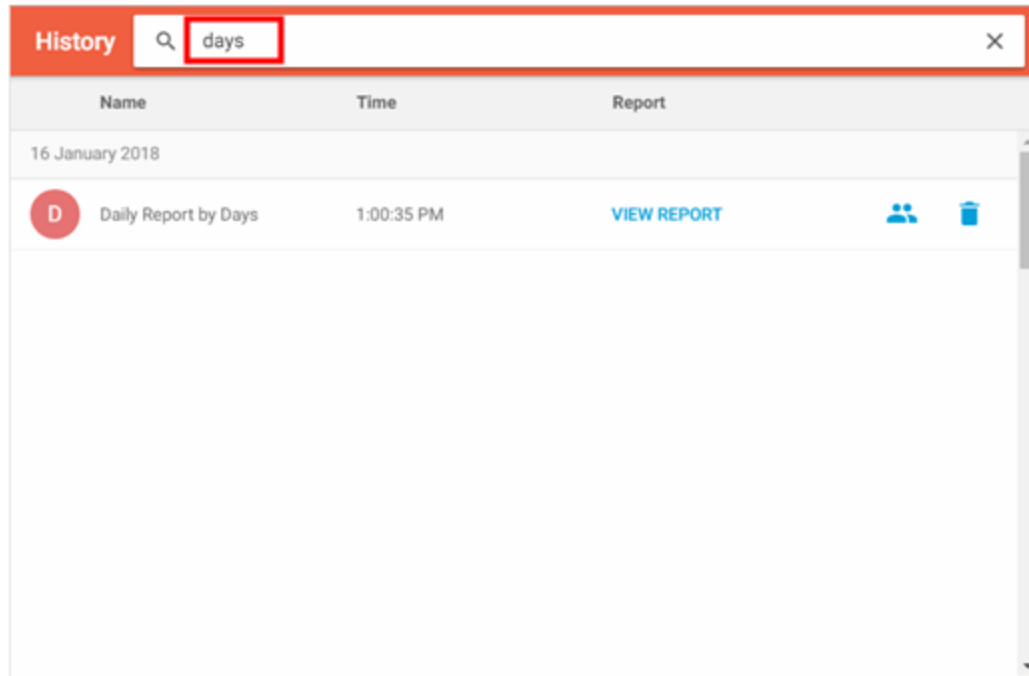 History days
Name Time Report
16 January 2018
D Daily Report by Days 1:00:35 PM VIEW REPORT